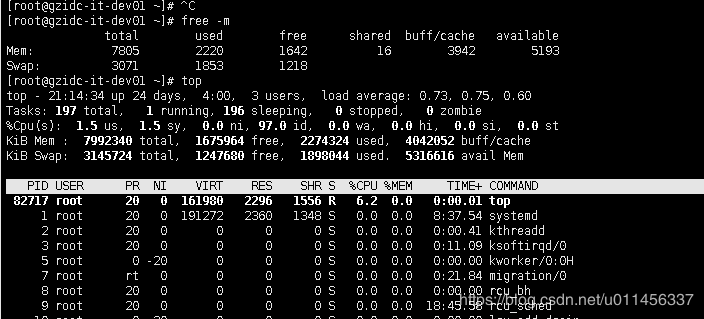 [root@gzidc-it-dev01 ~]# ^C
[root@gzidc-it-dev01 ~]# free -m
total used free shared buff/cache available
Mem: 7805 2220 1642 16 3942 5193
Swap: 3071 1853 1218
[root@gzidc-it-dev01 ~]# top
top - 21:14:34 up 24 days, 4:00, 3 users, load average: 0.73, 0.75, 0.60
Tasks: 197 total, 1 running, 196 sleeping, 0 stopped, 0 zombie
%Cpu(s): 1.5 us, 1.5 sy, 0.0 ni, 97.0 id, 0.0 wa, 0.0 hi, 0.0 si, 0.0 st
KiB Mem : 7992340 total, 1675964 free, 2274324 used, 4042052 buff/cache
KiB Swap: 3145724 total, 1247680 free, 1898044 used. 5316616 avail Mem
PID USER PR NI VIRT RES SHR S %CPU %MEM TIME+ COMMAND
82717 root 20 0 161980 2296 1556 R 6.2 0.0 0:00.01 top
1 root 20 0 191272 2360 1348 S 0.0 0.0 8:37.54 systemd
2 root 20 0 0 0 0 S 0.0 0.0 0:00.41 kthreadd
3 root 20 0 0 0 0 S 0.0 0.0 0:11.09 ksoftirqd/0
5 root 0 -20 0 0 0 S 0.0 0.0 0:00.00 kworker/0:0H
7 root rt 0 0 0 0 S 0.0 0.0 0:21.84 migration/0
8 root 20 0 0 0 0 S 0.0 0.0 0:00.00 rcu_bh
9 root 20 0 0 0 0 S 0.0 0.0 18:45.56 rcu_sched
https://blog.csdn.net/u011456337